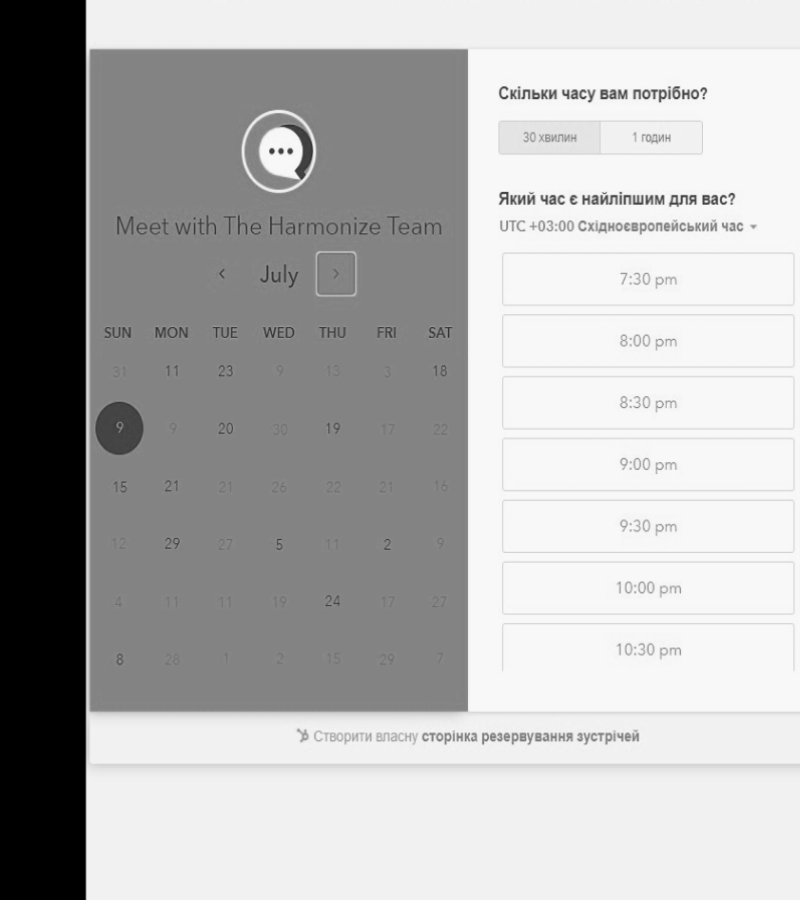 Meet with The Harmonize Team
July
SUN MON TUE WED THU FRI SAT
31 11 23 9 13 3 18
9 9 20 30 19 17 22
15 21 21 26 22 21 16
12 29 27 5 11 2 9
4 11 11 19 24 17 27
8 28 1 2 15 29 7
Скільки часу вам потрібно?
30 хвилин 1 годин
Який час є найліпшим для вас?
UTC +03:00 Східноєвропейський час
7:30 pm
8:00 pm
8:30 pm
9:00 pm
9:30 pm
10:00 pm
10:30 pm
Створити власну сторінка резервування зустрічей